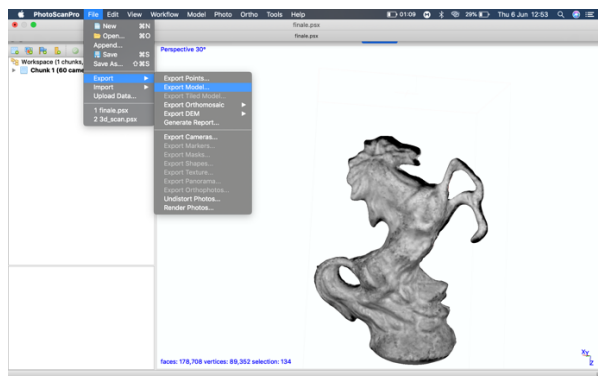 PhotoScanPro File Edit View Workflow Model Photo Ortho Tools Help 01:09 29% Thu 6 Jun 12:53
finale.psx
finale.psx
New ⌘N
Open... ⌘O
Append...
Save ⌘S
Save As... ⇧⌘S
Export
Import
Upload Data...
1 finale.psx
2 3d_scan.psx
Workspace (1 chunks,
Chunk 1 (60 came
Export Points...
Export Model...
Export Tiled Model...
Export Orthomosaic
Export DEM
Generate Report...
Export Cameras...
Export Markers...
Export Masks...
Export Shapes...
Export Texture...
Export Panorama...
Export Orthophotos...
Undistort Photos...
Render Photos...
Perspective 30°
faces: 178,708 vertices: 89,352 selection: 134
X
Y
Z